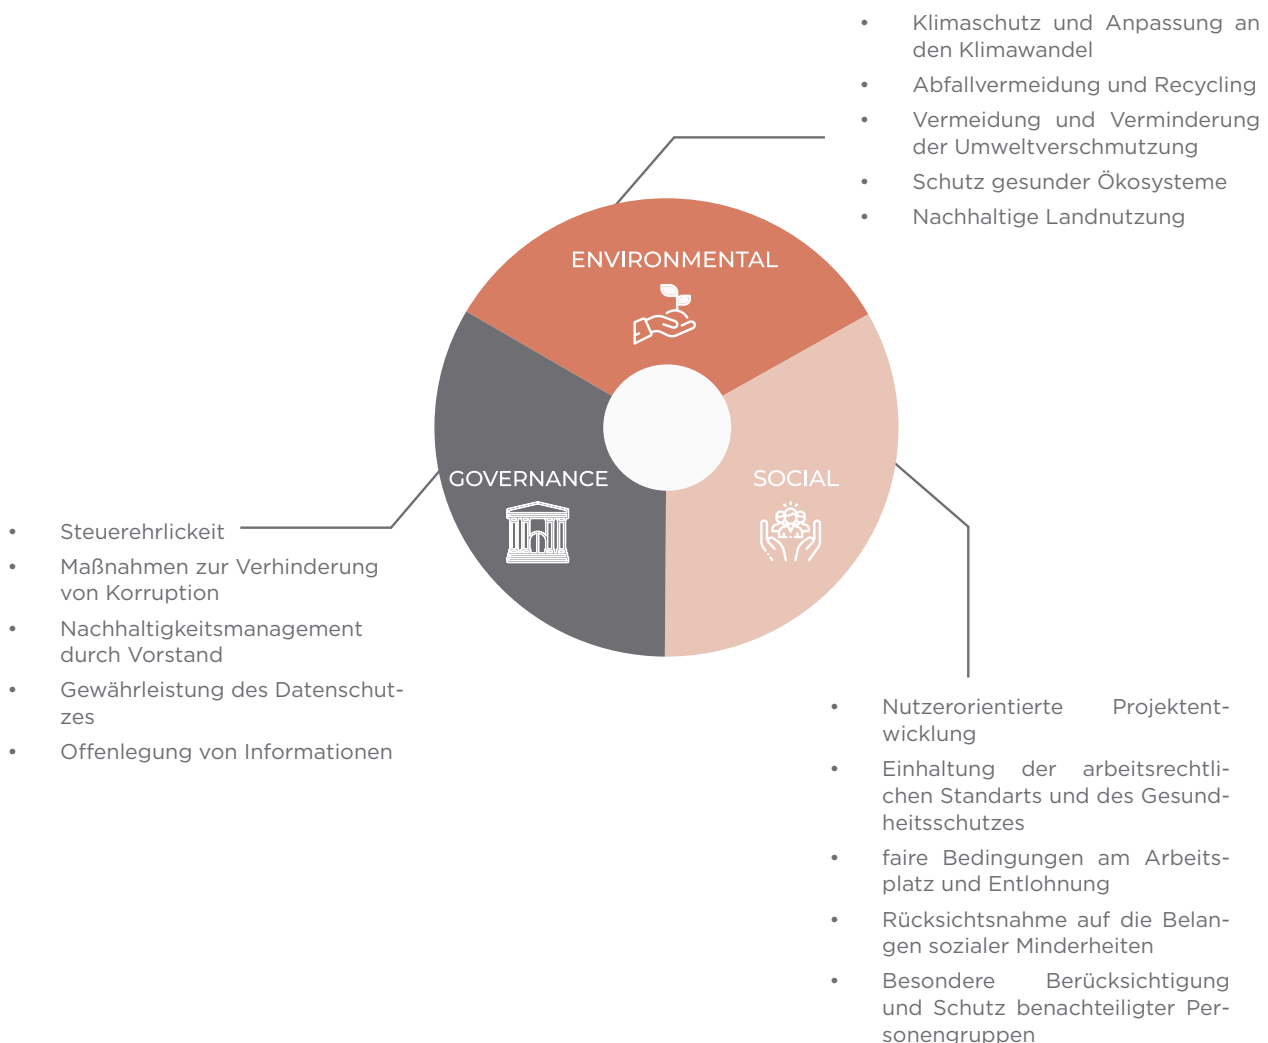 • Klimaschutz und Anpassung an
den Klimawandel
• Abfallvermeidung und Recycling
• Vermeidung und Verminderung
der Umweltverschmutzung
• Schutz gesunder Ökosysteme
• Nachhaltige Landnutzung
ENVIRONMENTAL
GOVERNANCE
SOCIAL
• Steuerehrlickeit
• Maßnahmen zur Verhinderung
von Korruption
• Nachhaltigkeitsmanagement
durch Vorstand
• Gewährleistung des Datenschut-
zes
• Offenlegung von Informationen
• Nutzerorientierte Projektent-
wicklung
• Einhaltung der arbeitsrechtli-
chen Standarts und des Gesund-
heitsschutzes
• faire Bedingungen am Arbeits-
platz und Entlohnung
• Rücksichtsnahme auf die Belan-
gen sozialer Minderheiten
• Besondere Berücksichtigung
und Schutz benachteiligter Per-
sonengruppen